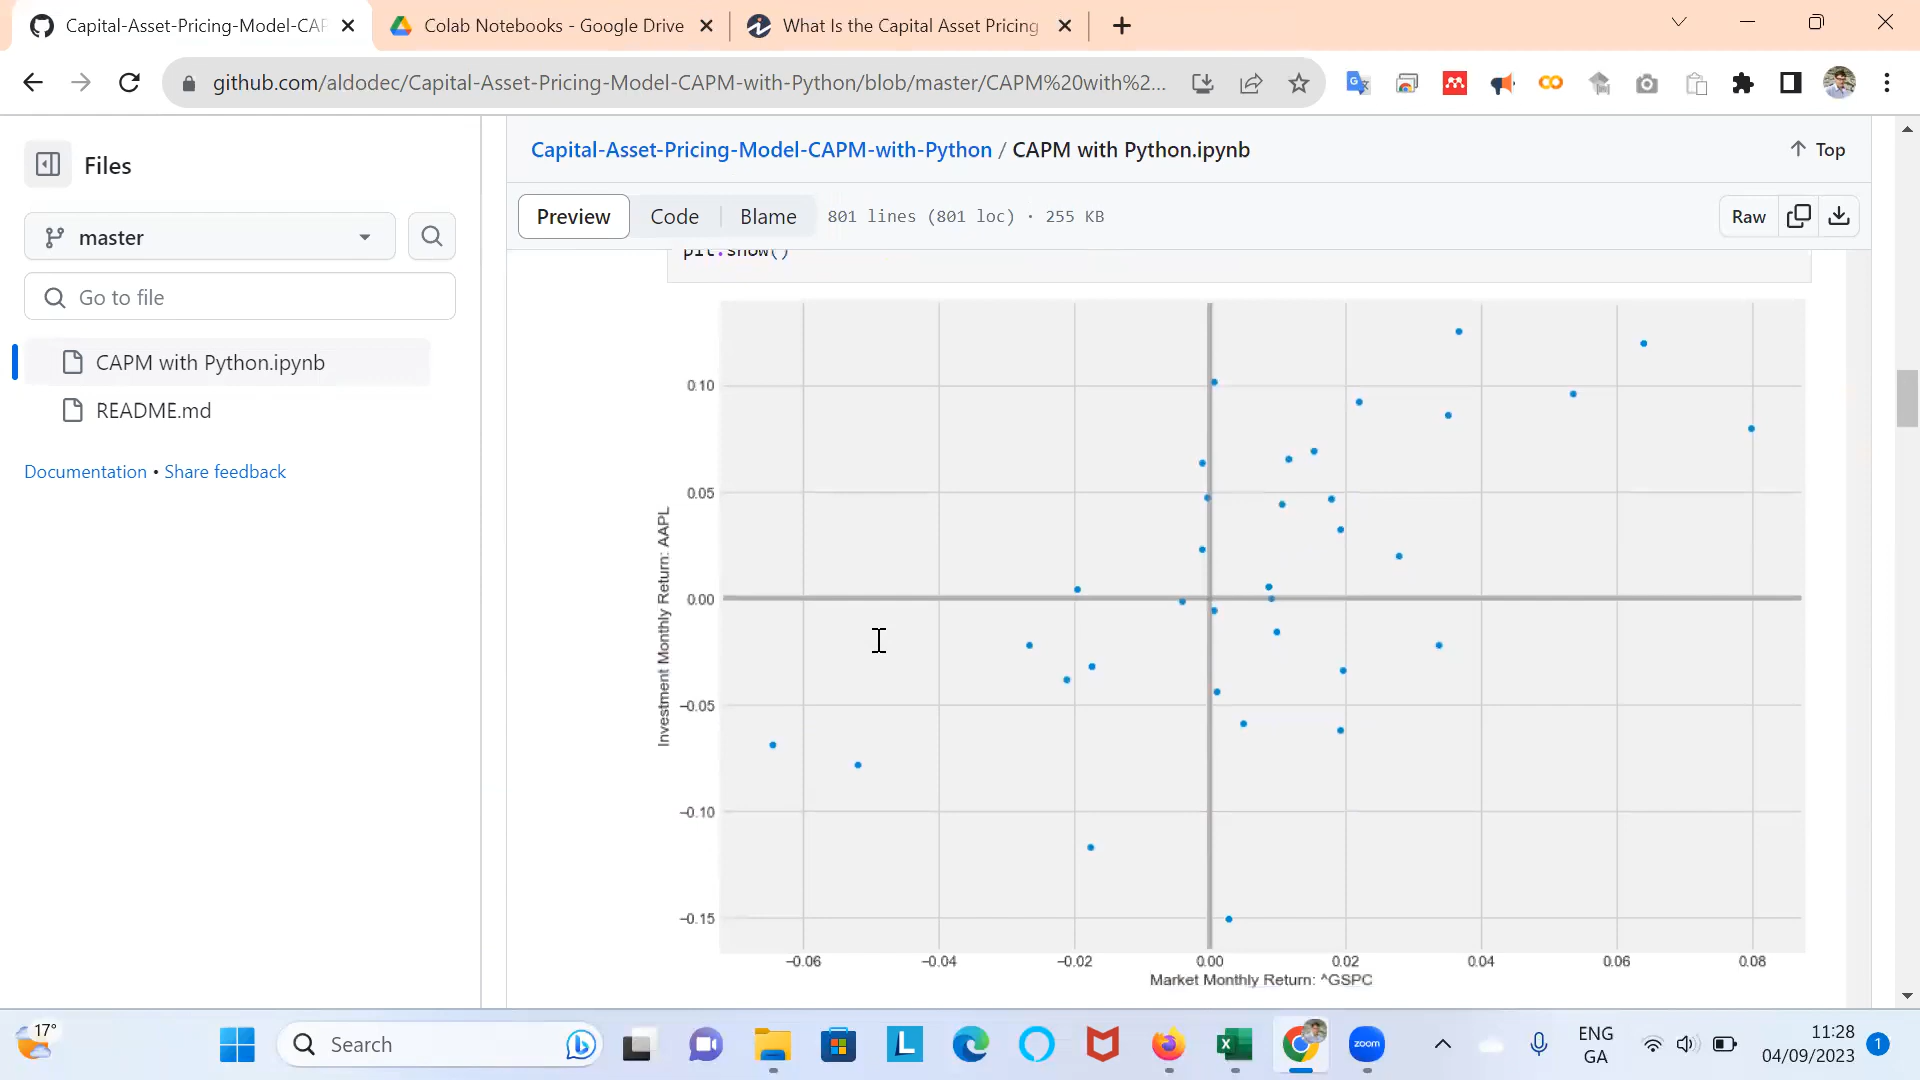 Capital-Asset-Pricing-Model-CAP
Colab Notebooks - Google Drive
What Is the Capital Asset Pricing
github.com/aldodec/Capital-Asset-Pricing-Model-CAPM-with-Python/blob/master/CAPM%20with%2...
Files
Capital-Asset-Pricing-Model-CAPM-with-Python / CAPM with Python.ipynb
Top
master
Preview
Code
Blame
801 lines (801 loc) · 255 KB
Raw
Go to file
CAPM with Python.ipynb
README.md
Documentation • Share feedback
plt.show()
0.10
0.05
0.00
−0.05
−0.10
−0.15
Investment Monthly Return: AAPL
−0.06
−0.04
−0.02
0.00
0.02
0.04
0.06
0.08
Market Monthly Return: ^GSPC
17°
Search
L
zoom
ENG
GA
11:28
04/09/2023
1